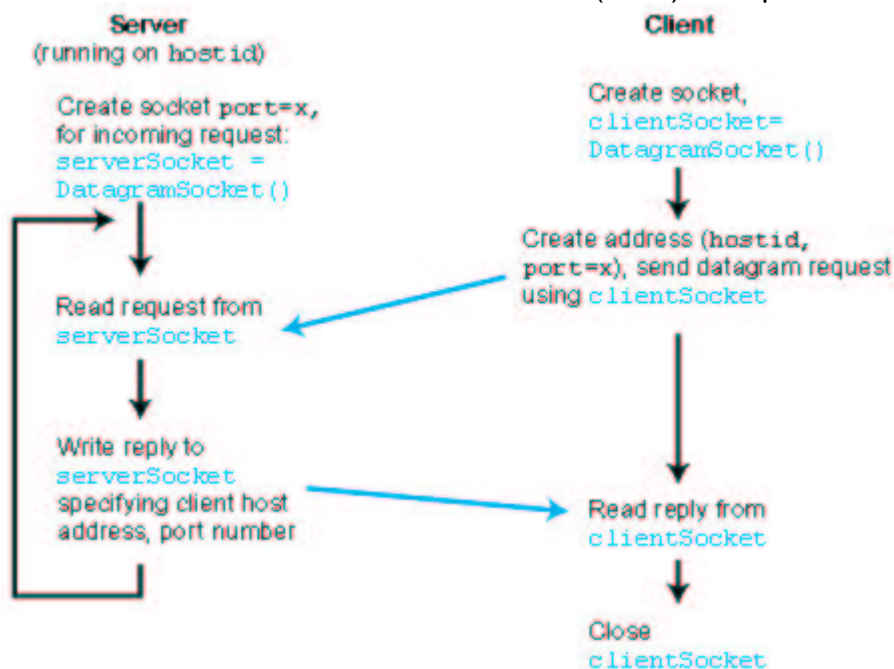 Server
(running on hostid)
Create socket port=x,
for incoming request:
serverSocket =
DatagramSocket()
Read request from
serverSocket
Write reply to
serverSocket
specifying client host
address, port number
Client
Create socket,
clientSocket=
DatagramSocket()
Create address (hostid,
port=x), send datagram request
using clientSocket
Read reply from
clientSocket
Close
clientSocket